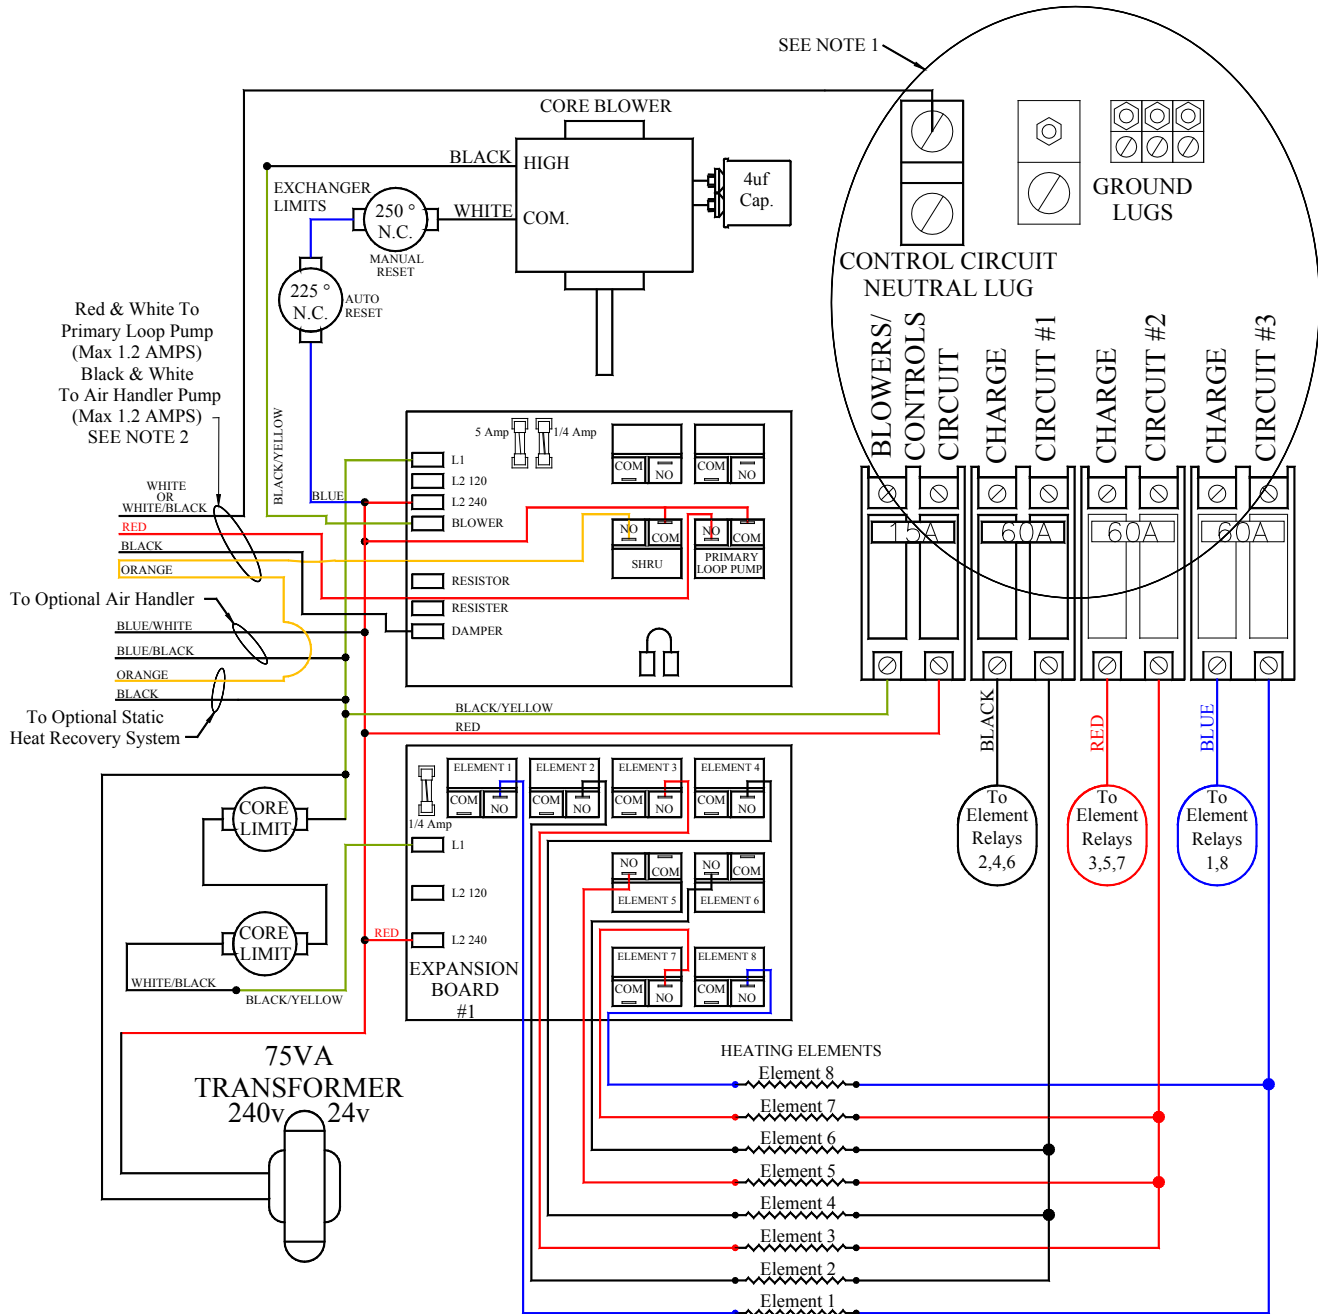 SEE NOTE 1
CORE BLOWER
BLACK
HIGH
EXCHANGER
LIMITS
250 °
N.C.
WHITE
COM.
MANUAL
RESET
4uf
Cap.
225 °
N.C.
AUTO
RESET
GROUND
LUGS
CONTROL CIRCUIT
NEUTRAL LUG
Red & White To
Primary Loop Pump
(Max 1.2 AMPS)
Black & White
To Air Handler Pump
(Max 1.2 AMPS)
SEE NOTE 2
BLOWERS/
CONTROLS
CIRCUIT
CHARGE
CIRCUIT #1
CHARGE
CIRCUIT #2
CHARGE
CIRCUIT #3
15A
60A
60A
60A
BLACK/YELLOW
5 Amp
1/4 Amp
L1
L2 120
L2 240
BLOWER
BLUE
COM
NO
COM
NO
NO
COM
NO
COM
SHRU
PRIMARY
LOOP PUMP
RESISTOR
RESISTER
DAMPER
WHITE
OR
WHITE/BLACK
RED
BLACK
ORANGE
To Optional Air Handler
BLUE/WHITE
BLUE/BLACK
ORANGE
BLACK
To Optional Static
Heat Recovery System
BLACK/YELLOW
RED
BLACK
RED
BLUE
To
Element
Relays
2,4,6
To
Element
Relays
3,5,7
To
Element
Relays
1,8
CORE
LIMIT
CORE
LIMIT
WHITE/BLACK
BLACK/YELLOW
1/4 Amp
L1
L2 120
RED
L2 240
EXPANSION
BOARD
#1
ELEMENT 1
COM
NO
ELEMENT 2
COM
NO
ELEMENT 3
COM
NO
ELEMENT 4
COM
NO
NO
COM
ELEMENT 5
NO
COM
ELEMENT 6
ELEMENT 7
COM
NO
ELEMENT 8
COM
NO
75VA
TRANSFORMER
240v
24v
HEATING ELEMENTS
Element 8
Element 7
Element 6
Element 5
Element 4
Element 3
Element 2
Element 1